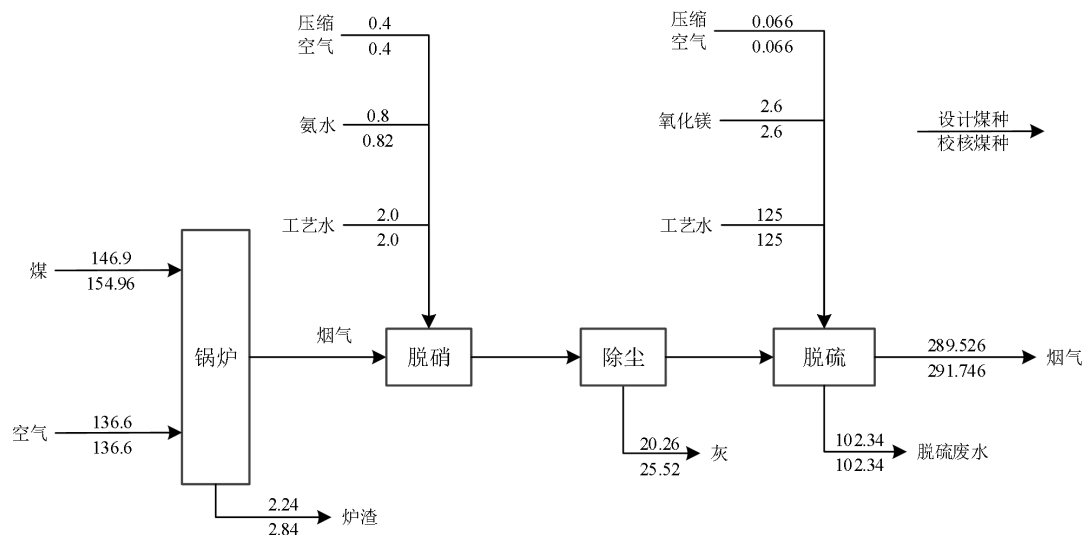 压缩
空气
0.4
0.4
压缩
空气
0.066
0.066
氨水
0.8
0.82
氧化镁
2.6
2.6
设计煤种
校核煤种
工艺水
2.0
2.0
工艺水
125
125
煤
146.9
154.96
锅炉
烟气
脱硝
除尘
脱硫
289.526
291.746
烟气
空气
136.6
136.6
20.26
25.52
灰
102.34
102.34
脱硫废水
2.24
2.84
炉渣